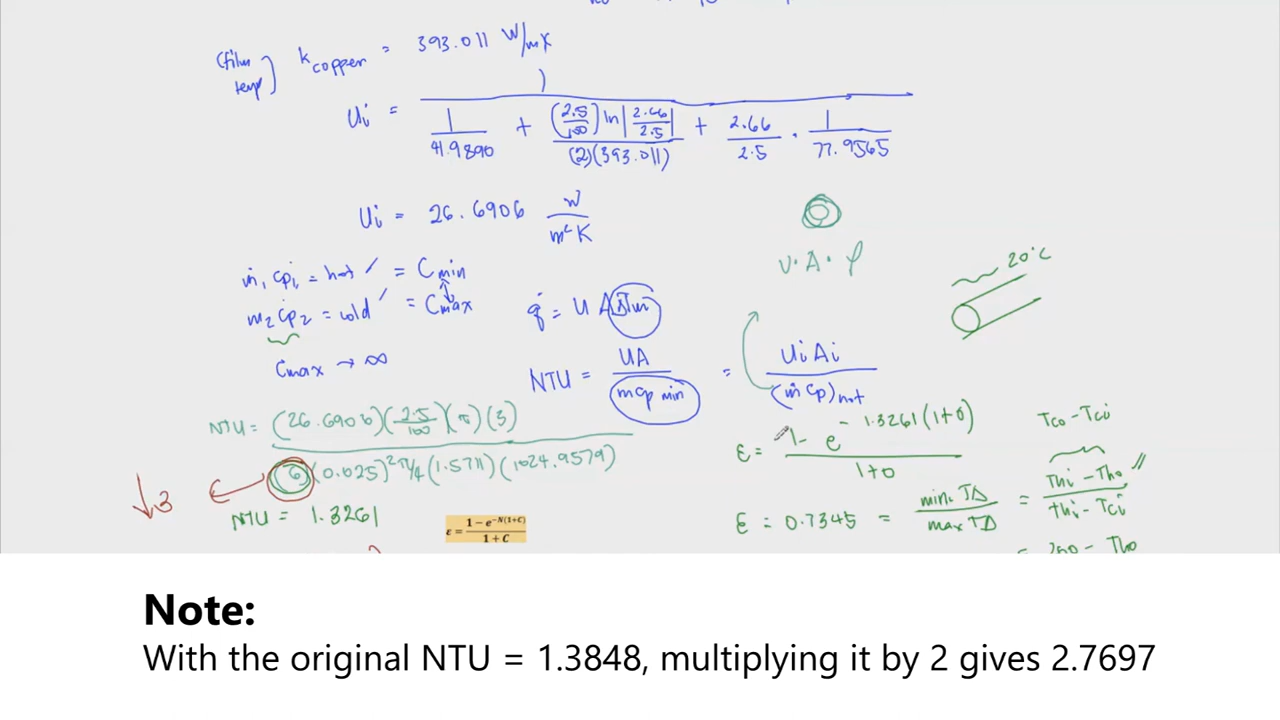 (film temp) k copper = 393.011 W/mK
Ui = 1 / ( 1/41.9890 + (2.5/100) ln|2.66/2.5| / (2)(393.011) + 2.66/2.5 · 1/77.9565 )
Ui = 26.6906 W/m²K
20°C
V·A·ρ
ṁ1 cp1 = hot = Cmin
ṁ2 cp2 = cold = Cmax
q̇ = U A ΔTlm
Cmax → ∞
NTU = UA / mcp min = UiAi / (ṁ cp)hot
NTU = (26.6906)(2.5/100)(π)(3) / 6(0.025)²π/4(1.5711)(1024.9579)
ε = 1 - e^-1.3261(1+0) / 1+0
Tco - Tci
↓3
NTU = 1.3261
ε = 1−e^−N(1+C) / 1+C
ε = 0.7345 = min. TΔ / max TΔ = Thi - Tho / Thi - Tci
= 250 - Tho
Note:
With the original NTU = 1.3848, multiplying it by 2 gives 2.7697